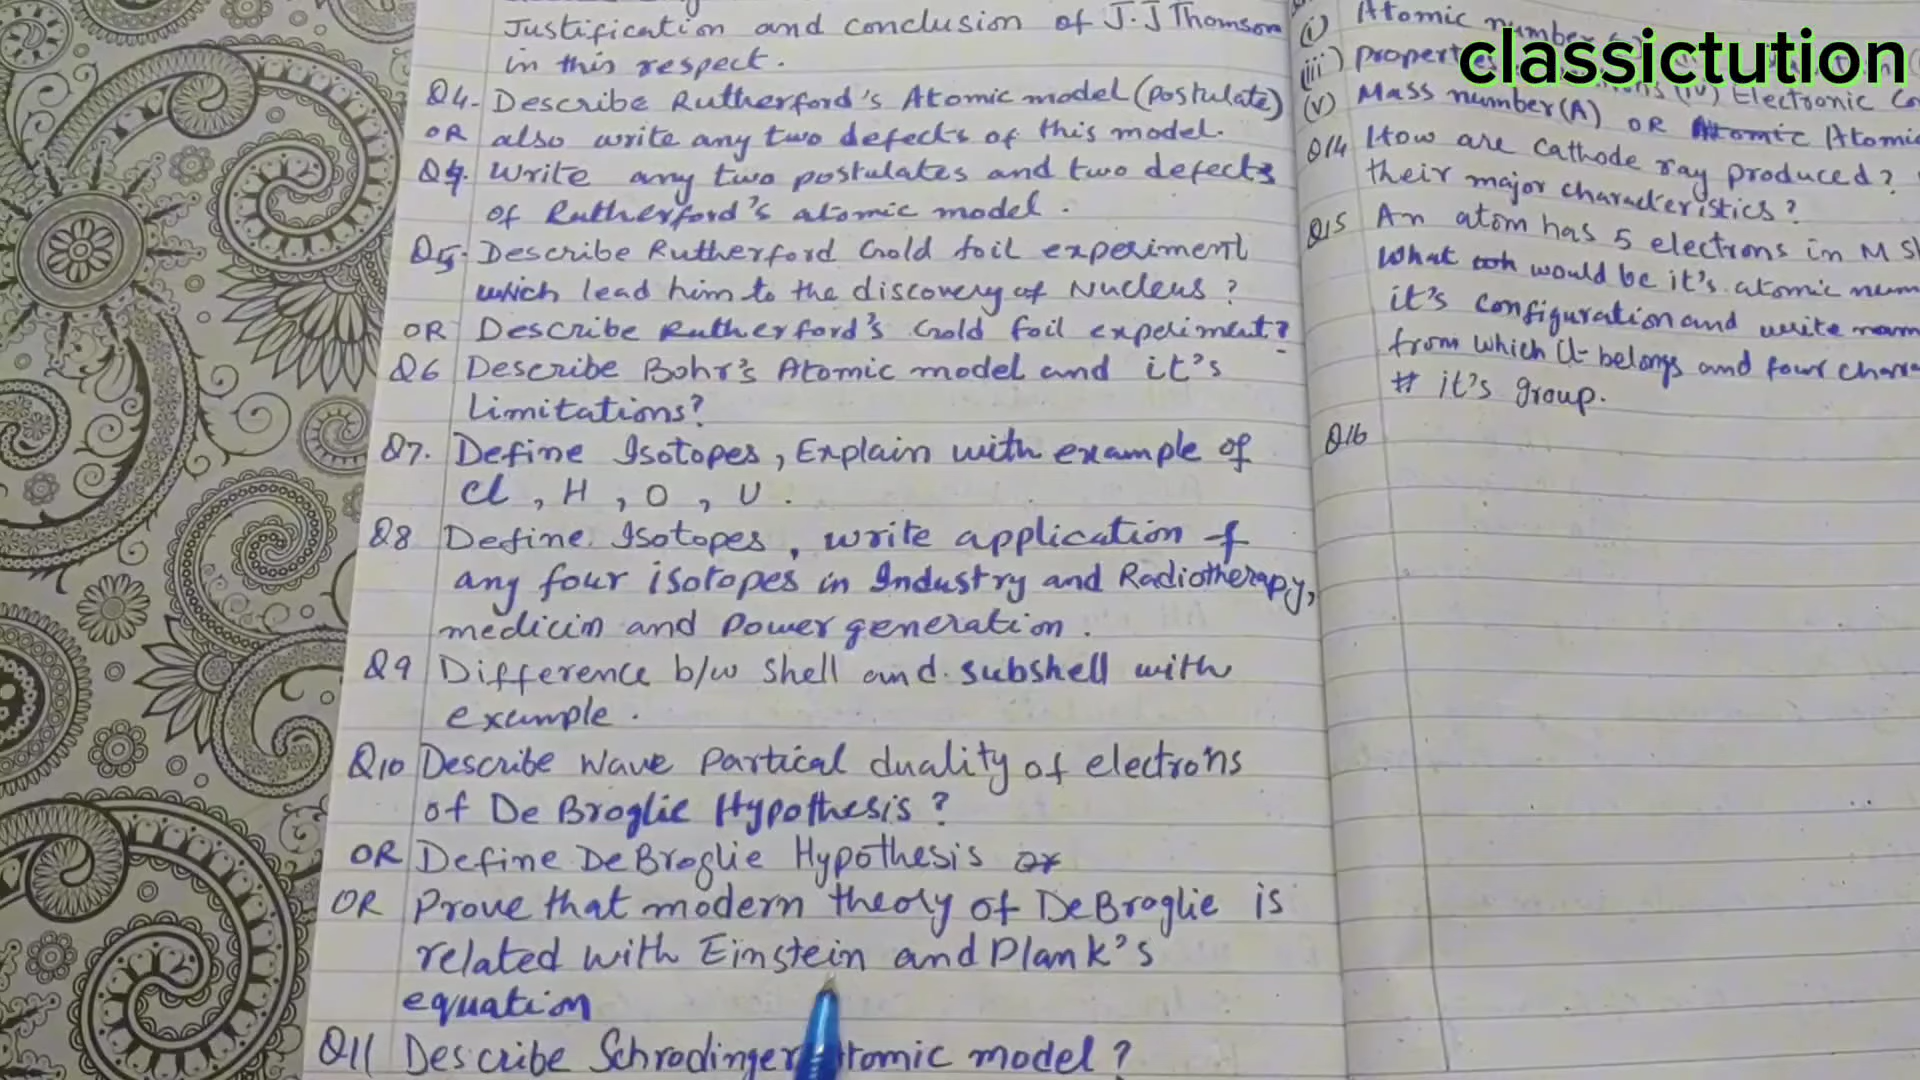 Justification and conclusion of J.J Thomson
in this respect.
Q4- Describe Rutherford's Atomic model (postulate)
OR also write any two defects of this model.
Q4. Write any two postulates and two defects
of Rutherford's atomic model.
Q5. Describe Rutherford Gold foil experiment
which lead him to the discovery of Nucleus?
OR Describe Rutherford's Gold foil experiment?
Q6 Describe Bohr's Atomic model and it's
Limitations?
Q7. Define Isotopes, Explain with example of
Cl, H, O, U.
Q8 Define Isotopes, write application of
any four isotopes in Industry and Radiotherapy,
medicin and Power generation.
Q9 Difference b/w shell and subshell with
example.
Q10 Describe Wave Partical duality of electrons
of De Broglie Hypothesis?
OR Define De Broglie Hypothesis
OR Prove that modern theory of De Broglie is
related with Einstein and Plank's
equation
Q11 Describe Schrodinger Atomic model?
classictution
(i) Atomic number
(iii) (iv) Electronic
(v) Mass number (A) OR Atomic
Q14 How are cathode ray produced?
their major characteristics?
Q15 An atom has 5 electrons in M
What would be it's atomic
it's configuration and write
from which it belongs and four
# it's group.
Q16